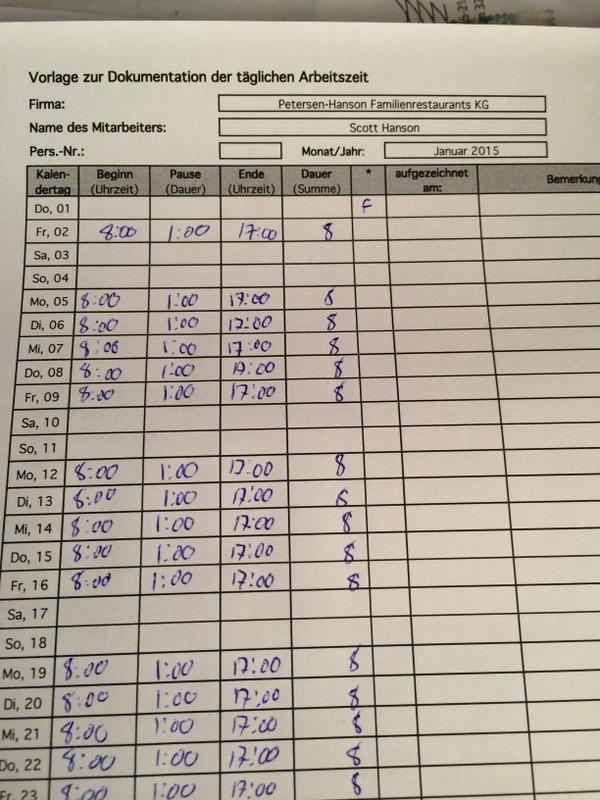 Vorlage zur Dokumentation der täglichen Arbeitszeit
Firma: Petersen-Hanson Familienrestaurants KG
Name des Mitarbeiters: Scott Hanson
Pers.-Nr.: Monat/Jahr: Januar 2015
Kalen- Beginn Pause Ende Dauer * aufgezeichnet Bemerkung
dertag (Uhrzeit) (Dauer) (Uhrzeit) (Summe) am:
Do, 01 F
Fr, 02 8:00 1:00 17:00 8
Sa, 03
So, 04
Mo, 05 8:00 1:00 17:00 8
Di, 06 8:00 1:00 17:00 8
Mi, 07 8:00 1:00 17:00 8
Do, 08 8:00 1:00 17:00 8
Fr, 09 8:00 1:00 17:00 8
Sa, 10
So, 11
Mo, 12 8:00 1:00 17:00 8
Di, 13 8:00 1:00 17:00 8
Mi, 14 8:00 1:00 17:00 8
Do, 15 8:00 1:00 17:00 8
Fr, 16 8:00 1:00 17:00 8
Sa, 17
So, 18
Mo, 19 8:00 1:00 17:00 8
Di, 20 8:00 1:00 17:00 8
Mi, 21 8:00 1:00 17:00 8
Do, 22 8:00 1:00 17:00 8
Fr, 23 8:00 1:00 17:00 8